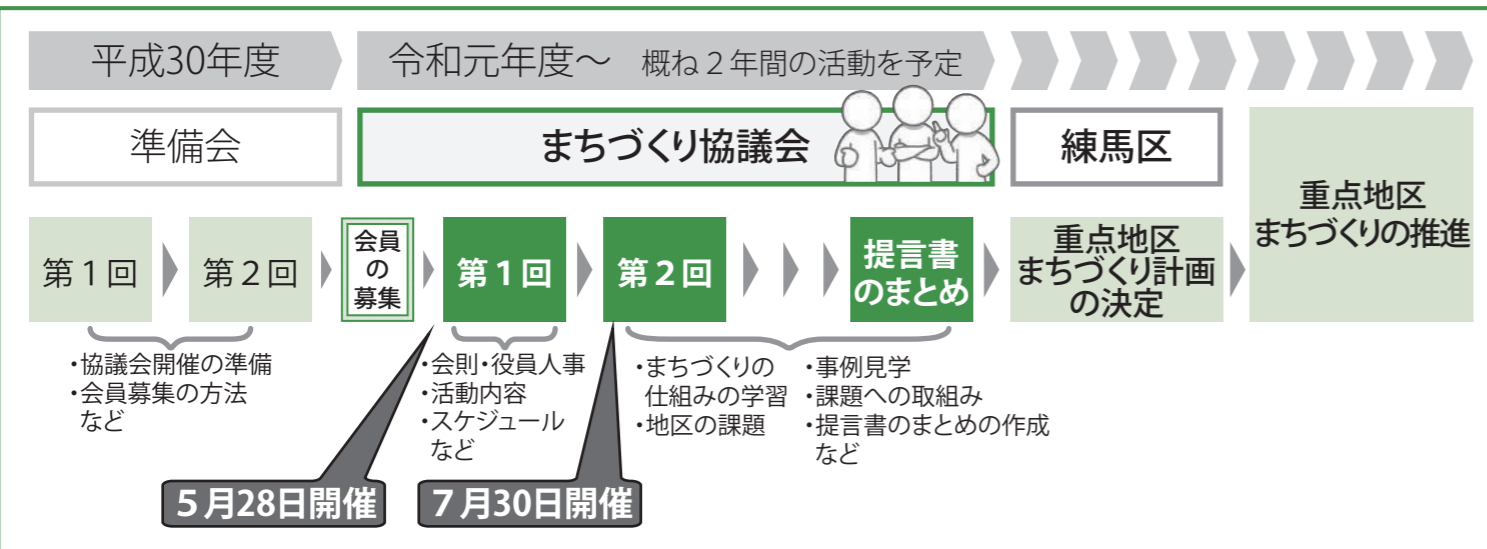 平成30年度
令和元年度～ 概ね２年間の活動を予定
準備会
まちづくり協議会
練馬区
重点地区
まちづくりの推進
第１回
第２回
会員
の
募集
第１回
第２回
提言書
のまとめ
重点地区
まちづくり計画
の決定
・協議会開催の準備
・会員募集の方法
など
・会則・役員人事
・活動内容
・スケジュール
など
・まちづくりの
仕組みの学習
・地区の課題
・事例見学
・課題への取組み
・提言書のまとめの作成
など
５月28日開催
７月30日開催